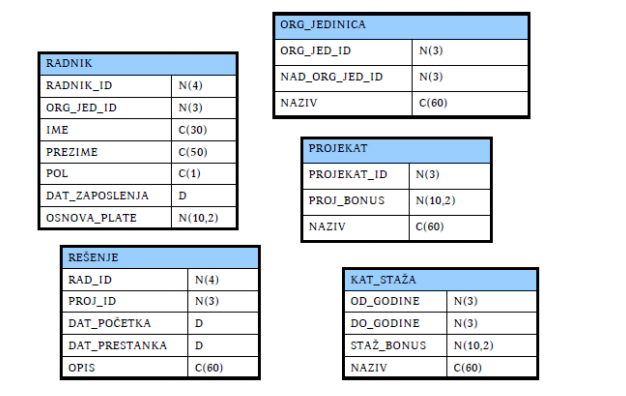 ORG_JEDINICA
ORG_JED_ID N(3)
NAD_ORG_JED_ID N(3)
NAZIV C(60)
RADNIK
RADNIK_ID N(4)
ORG_JED_ID N(3)
IME C(30)
PREZIME C(50)
POL C(1)
DAT_ZAPOSLENJA D
OSNOVA_PLATE N(10,2)
PROJEKAT
PROJEKAT_ID N(3)
PROJ_BONUS N(10,2)
NAZIV C(60)
REŠENJE
RAD_ID N(4)
PROJ_ID N(3)
DAT_POČETKA D
DAT_PRESTANKA D
OPIS C(60)
KAT_STAŽA
OD_GODINE N(3)
DO_GODINE N(3)
STAŽ_BONUS N(10,2)
NAZIV C(60)